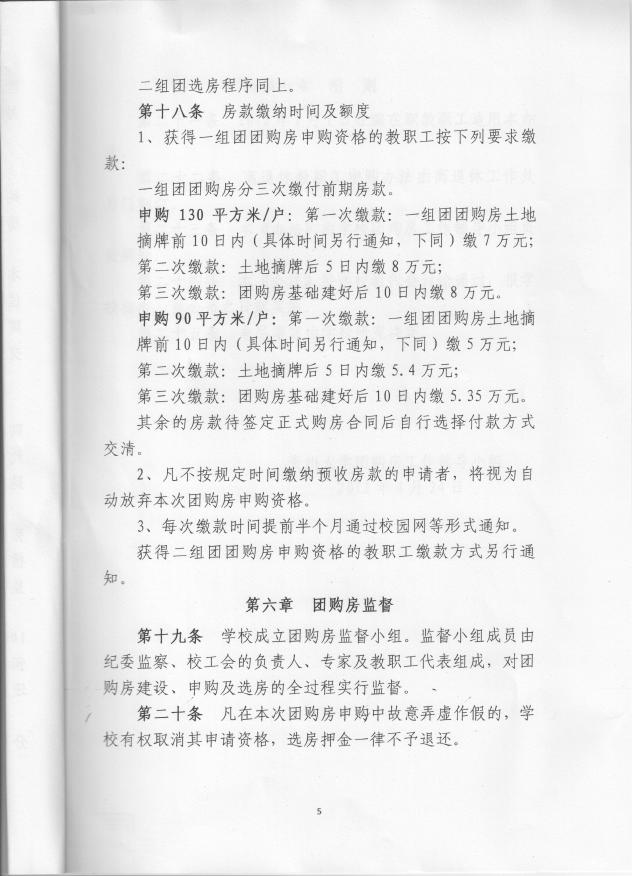 二组团选房程序同上。
第十八条 房款缴纳时间及额度
1、获得一组团团购房申购资格的教职工按下列要求缴
款：
一组团团购房分三次缴付前期房款。
申购 130 平方米/户：第一次缴款：一组团团购房土地
摘牌前 10 日内（具体时间另行通知，下同）缴 7 万元；
第二次缴款：土地摘牌后 5 日内缴 8 万元；
第三次缴款：团购房基础建好后 10 日内缴 8 万元。
申购 90 平方米/户：第一次缴款：一组团团购房土地摘
牌前 10 日内（具体时间另行通知，下同）缴 5 万元；
第二次缴款：土地摘牌后 5 日内缴 5.4 万元；
第三次缴款：团购房基础建好后 10 日内缴 5.35 万元。
其余的房款待签定正式购房合同后自行选择付款方式
交清。
2、凡不按规定时间缴纳预收房款的申请者，将视为自
动放弃本次团购房申购资格。
3、每次缴款时间提前半个月通过校园网等形式通知。
获得二组团团购房申购资格的教职工缴款方式另行通
知。
第六章 团购房监督
第十九条 学校成立团购房监督小组。监督小组成员由
纪委监察、校工会的负责人、专家及教职工代表组成，对团
购房建设、申购及选房的全过程实行监督。
第二十条 凡在本次团购房申购中故意弄虚作假的，学
校有权取消其申请资格，选房押金一律不予退还。
5